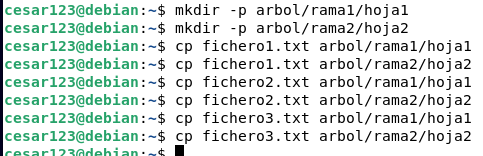 cesar123@debian:~$ mkdir -p arbol/rama1/hoja1
cesar123@debian:~$ mkdir -p arbol/rama2/hoja2
cesar123@debian:~$ cp fichero1.txt arbol/rama1/hoja1
cesar123@debian:~$ cp fichero1.txt arbol/rama2/hoja2
cesar123@debian:~$ cp fichero2.txt arbol/rama1/hoja1
cesar123@debian:~$ cp fichero2.txt arbol/rama2/hoja2
cesar123@debian:~$ cp fichero3.txt arbol/rama1/hoja1
cesar123@debian:~$ cp fichero3.txt arbol/rama2/hoja2
cesar123@debian:~$